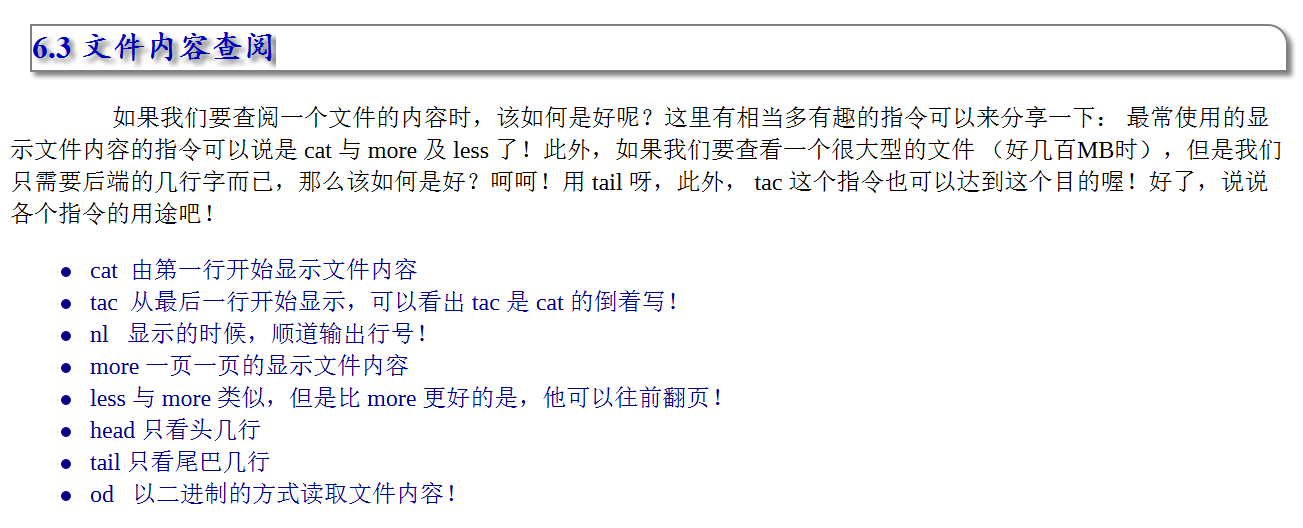 6.3 文件内容查阅
如果我们要查阅一个文件的内容时，该如何是好呢？这里有相当多有趣的指令可以来分享一下： 最常使用的显
示文件内容的指令可以说是 cat 与 more 及 less 了！此外，如果我们要查看一个很大型的文件 （好几百MB时），但是我们
只需要后端的几行字而已，那么该如何是好？呵呵！用 tail 呀，此外， tac 这个指令也可以达到这个目的喔！好了，说说
各个指令的用途吧！
● cat 由第一行开始显示文件内容
● tac 从最后一行开始显示，可以看出 tac 是 cat 的倒着写！
● nl 显示的时候，顺道输出行号！
● more 一页一页的显示文件内容
● less 与 more 类似，但是比 more 更好的是，他可以往前翻页！
● head 只看头几行
● tail 只看尾巴几行
● od 以二进制的方式读取文件内容！